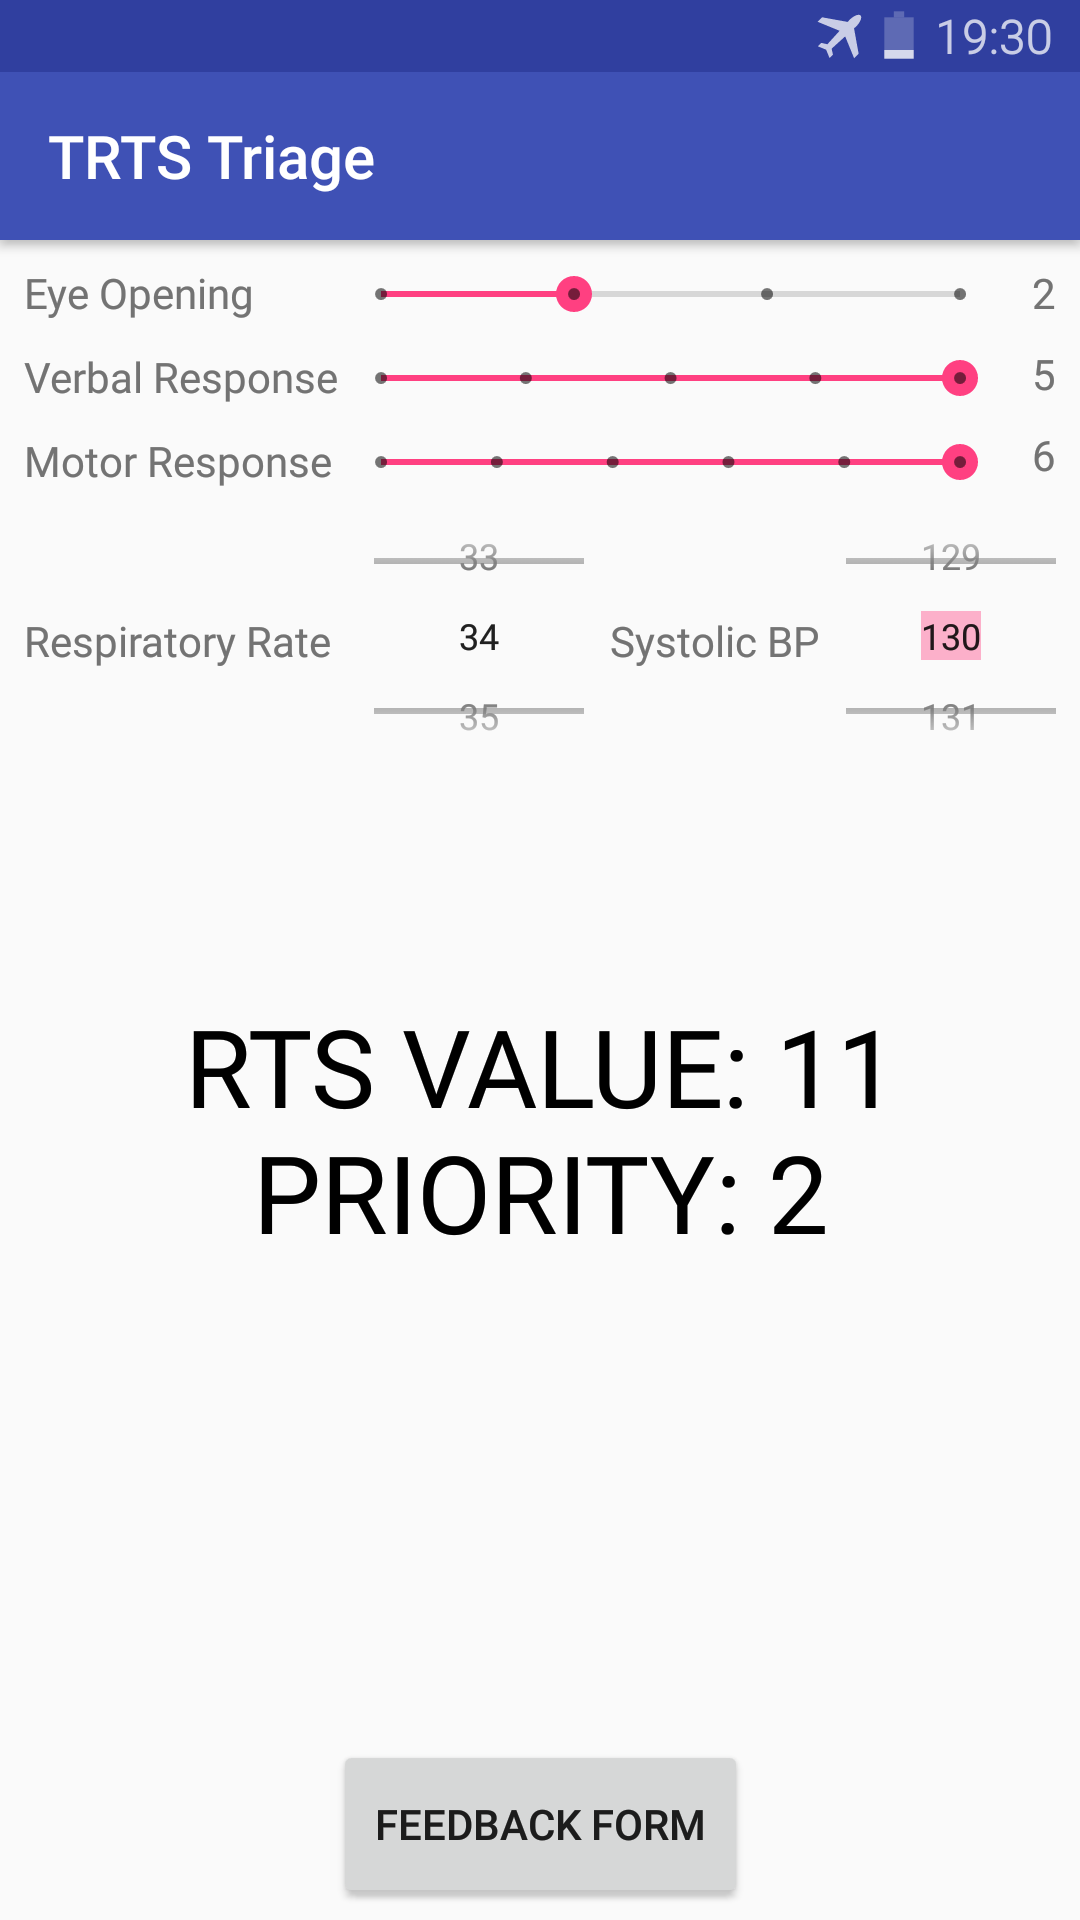 19:30
TRTS Triage
Eye Opening 2
Verbal Response 5
Motor Response 6
33 129
Respiratory Rate 34 Systolic BP 130
35 131
RTS VALUE: 11
PRIORITY: 2
FEEDBACK FORM